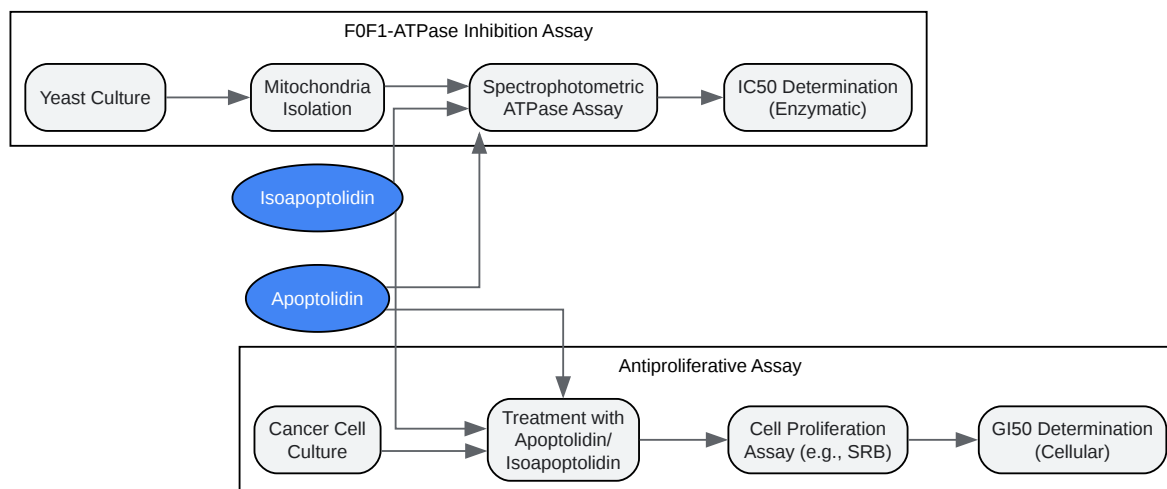 F0F1-ATPase Inhibition Assay
Yeast Culture
Mitochondria
Isolation
Spectrophotometric
ATPase Assay
IC50 Determination
(Enzymatic)
Isoapoptolidin
Apoptolidin
Antiproliferative Assay
Cancer Cell
Culture
Treatment with
Apoptolidin/
Isoapoptolidin
Cell Proliferation
Assay (e.g., SRB)
GI50 Determination
(Cellular)